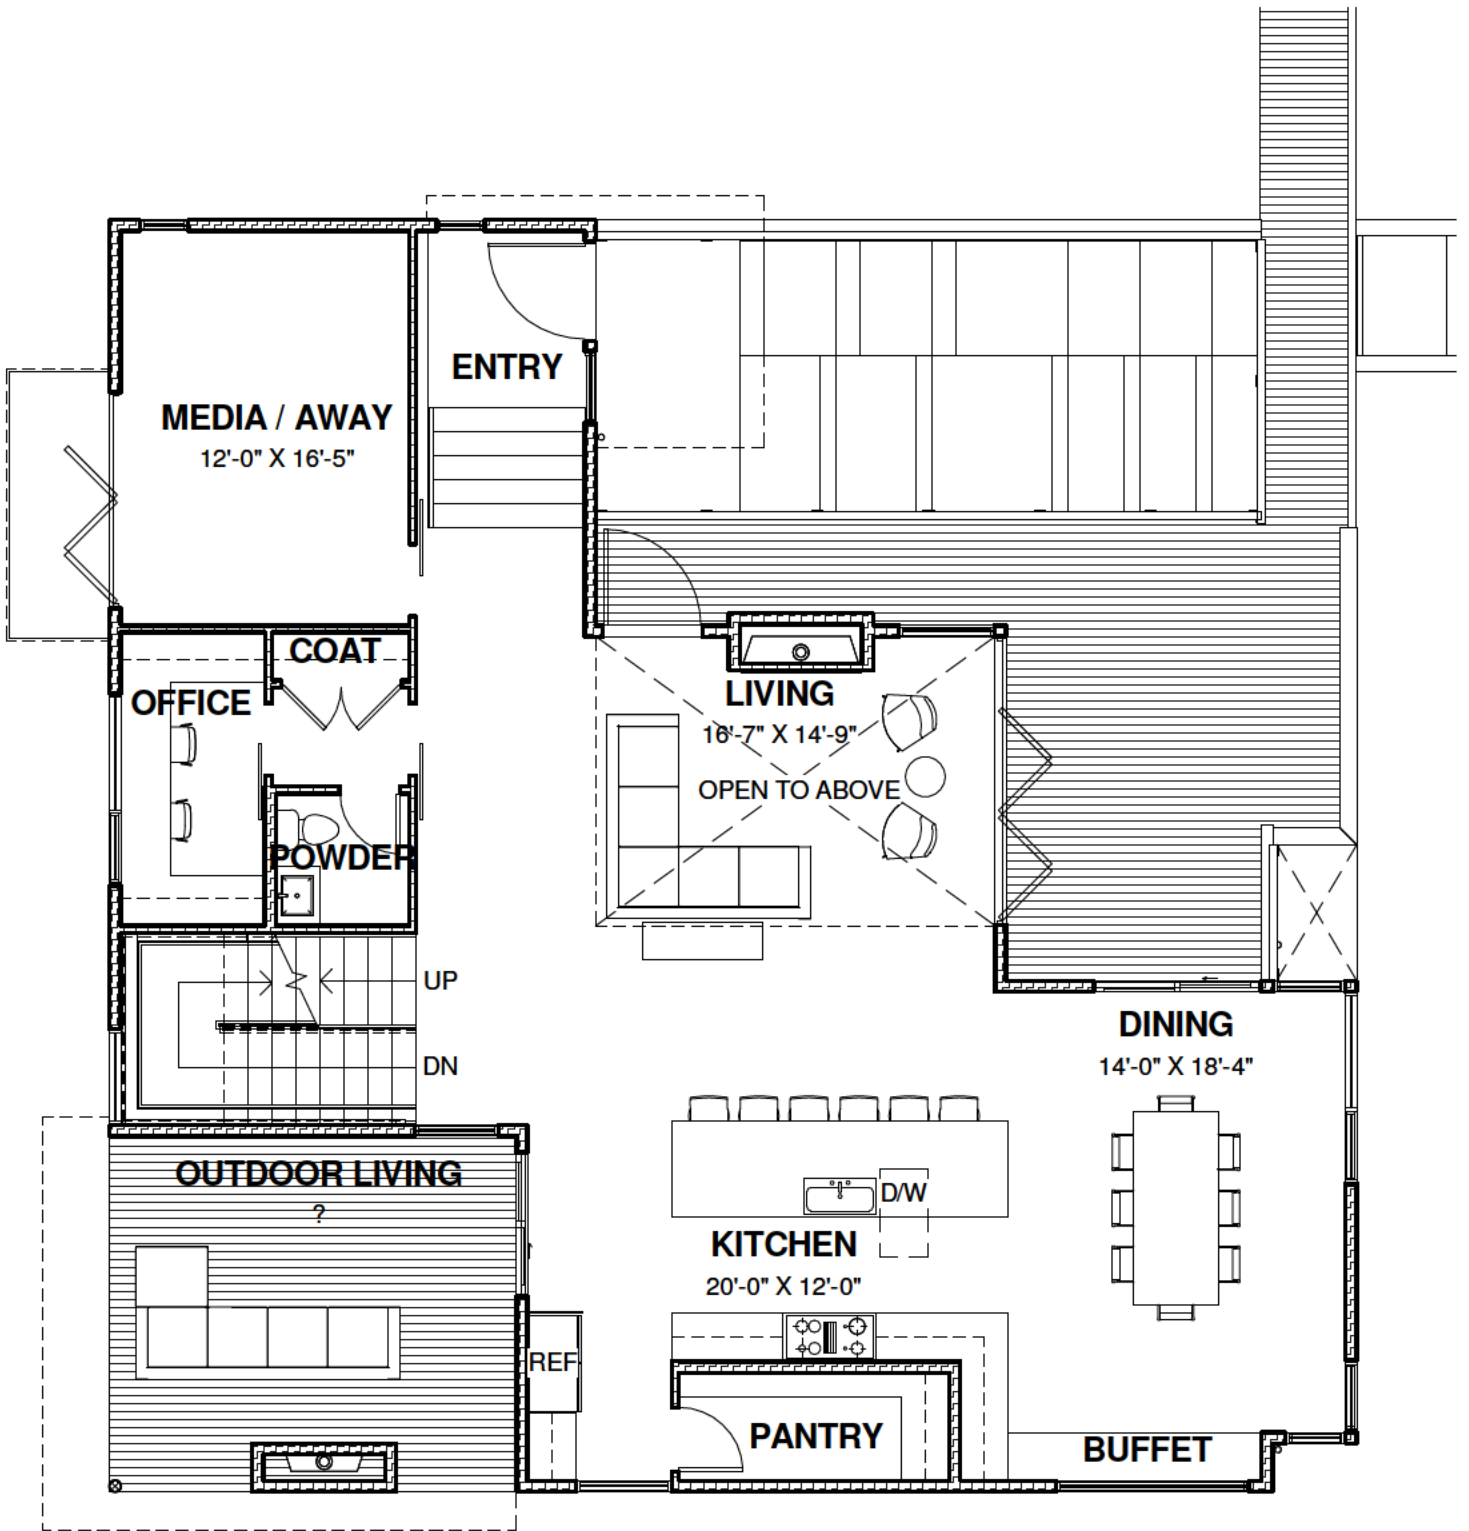 ENTRY
MEDIA / AWAY
12'-0" X 16'-5"
COAT
OFFICE
LIVING
16'-7" X 14'-9"
OPEN TO ABOVE
POWDER
UP
DN
DINING
14'-0" X 18'-4"
OUTDOOR LIVING
?
D/W
KITCHEN
20'-0" X 12'-0"
REF
PANTRY
BUFFET